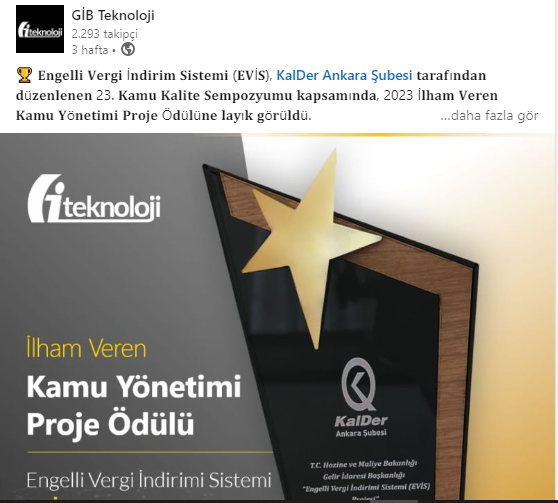 GİB Teknoloji
2.293 takipçi
3 hafta •
🏆 Engelli Vergi İndirim Sistemi (EVİS), KalDer Ankara Şubesi tarafından
düzenlenen 23. Kamu Kalite Sempozyumu kapsamında, 2023 İlham Veren
Kamu Yönetimi Proje Ödülüne layık görüldü.
...daha fazla gör
teknoloji
teknoloji
İlham Veren
Kamu Yönetimi
Proje Ödülü
Engelli Vergi İndirimi Sistemi
KalDer
Ankara Şubesi
T.C. Hazine ve Maliye Bakanlığı
Gelir İdaresi Başkanlığı
"Engelli Vergi İndirimi Sistemi (EVİS)
Projesi"